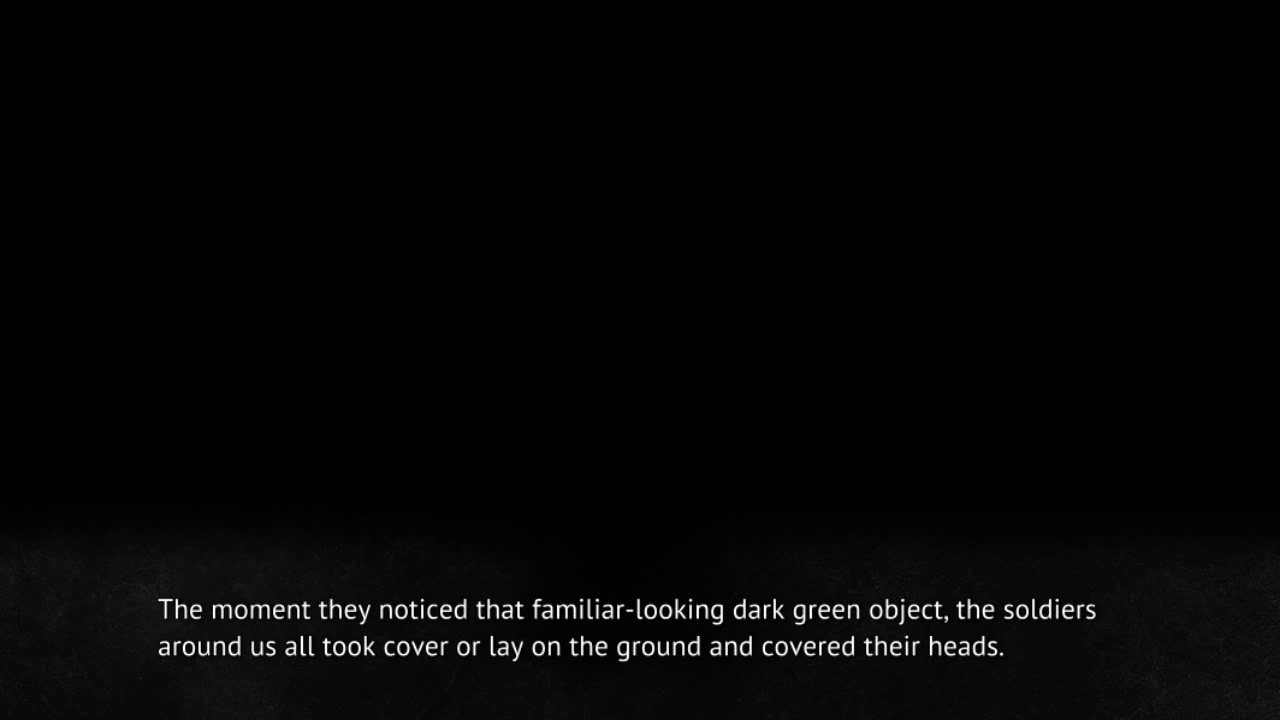 The moment they noticed that familiar-looking dark green object, the soldiers
around us all took cover or lay on the ground and covered their heads.